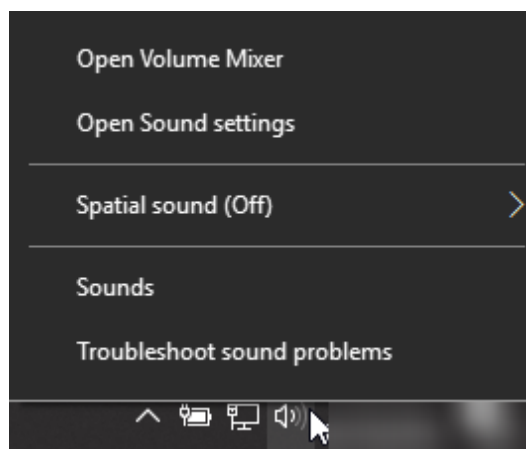 Open Volume Mixer
Open Sound settings
Spatial sound (Off)
Sounds
Troubleshoot sound problems